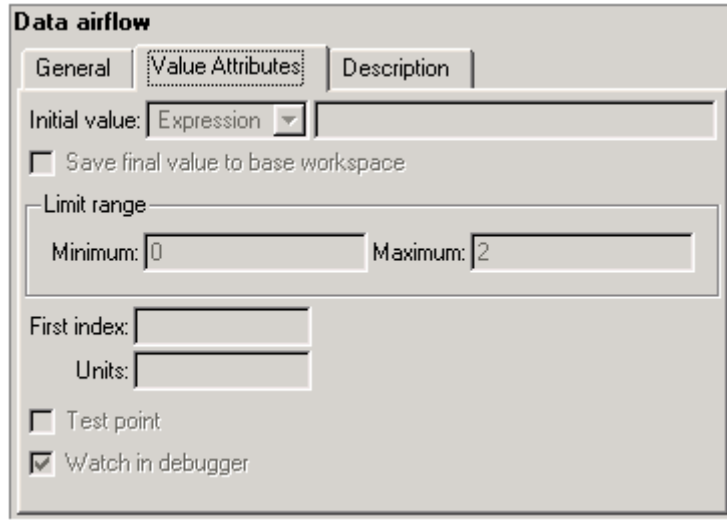 Data airflow
General Value Attributes Description
Initial value: Expression
Save final value to base workspace
Limit range
Minimum: 0 Maximum: 2
First index:
Units:
Test point
Watch in debugger